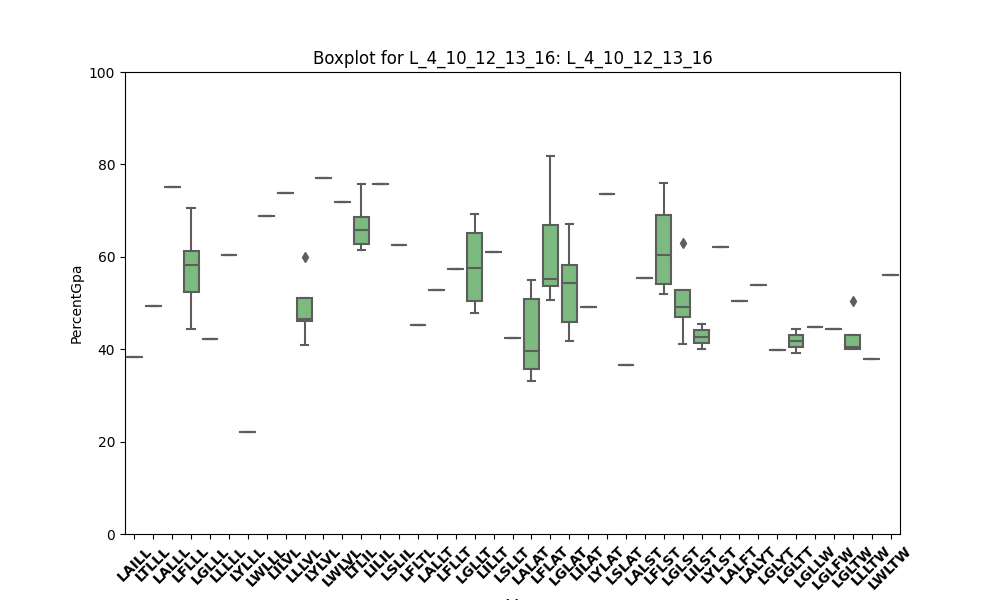 Boxplot for L_4_10_12_13_16: L_4_10_12_13_16
100
80
60
40
20
0
PercentGpa
LAILL
LTLLL
LALLL
LFLLL
LGLLL
LLLLL
LYLLL
LWLLL
LILVL
LLLVL
LYLVL
LWLVL
LTLIL
LILIL
LSLIL
LFLTL
LALLT
LFLLT
LGLLT
LILLT
LSLLT
LALAT
LFLAT
LGLAT
LILAT
LYLAT
LSLAT
LALST
LFLST
LGLST
LILST
LYLST
LALFT
LALYT
LGLYT
LGLTT
LGLLW
LGLFW
LGLTW
LLLTW
LWLTW